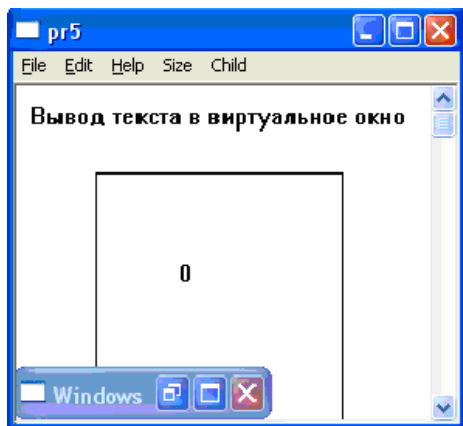 pr5
File Edit Help Size Child
Вывод текста в виртуальное окно
0
Windows